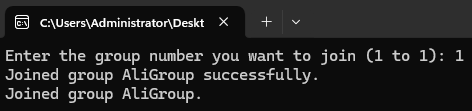 C:\Users\Administrator\Deskt
Enter the group number you want to join (1 to 1): 1
Joined group AliGroup successfully.
Joined group AliGroup.